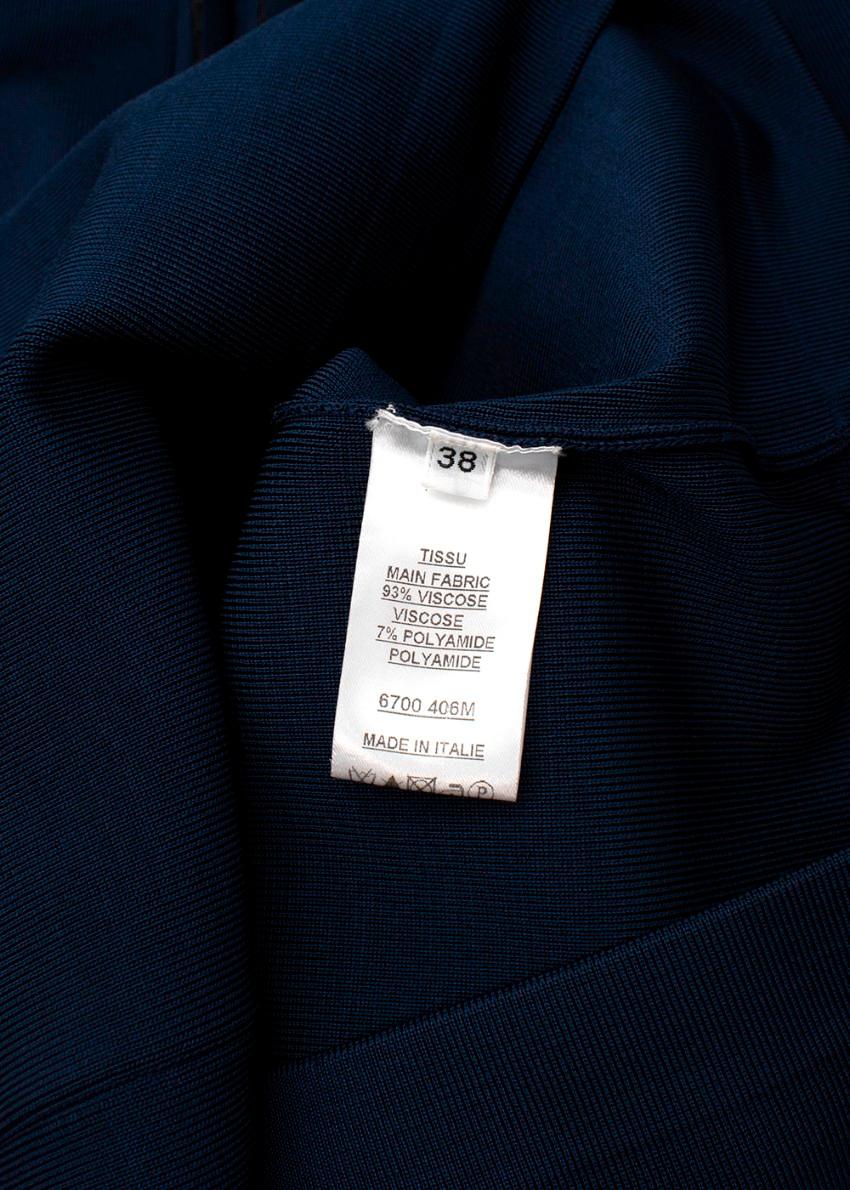 38
TISSU
MAIN FABRIC
93% VISCOSE
VISCOSE
7% POLYAMIDE
POLYAMIDE
6700 406M
MADE IN ITALIE
P